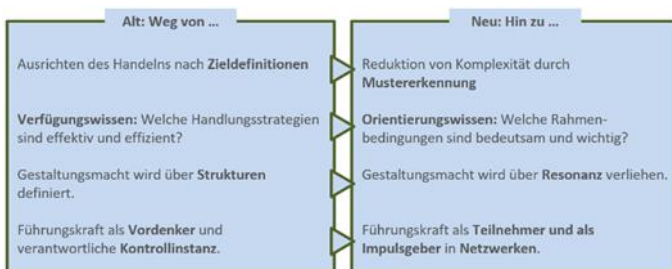 Alt: Weg von ...
Ausrichten des Handelns nach Zieldefinitionen
Verfügungswissen: Welche Handlungsstrategien
sind effektiv und effizient?
Gestaltungsmacht wird über Strukturen
definiert.
Führungskraft als Vordenker und
verantwortliche Kontrollinstanz.
Neu: Hin zu ...
Reduktion von Komplexität durch
Mustererkennung
Orientierungswissen: Welche Rahmen-
bedingungen sind bedeutsam und wichtig?
Gestaltungsmacht wird über Resonanz verliehen.
Führungskraft als Teilnehmer und als
Impulsgeber in Netzwerken.